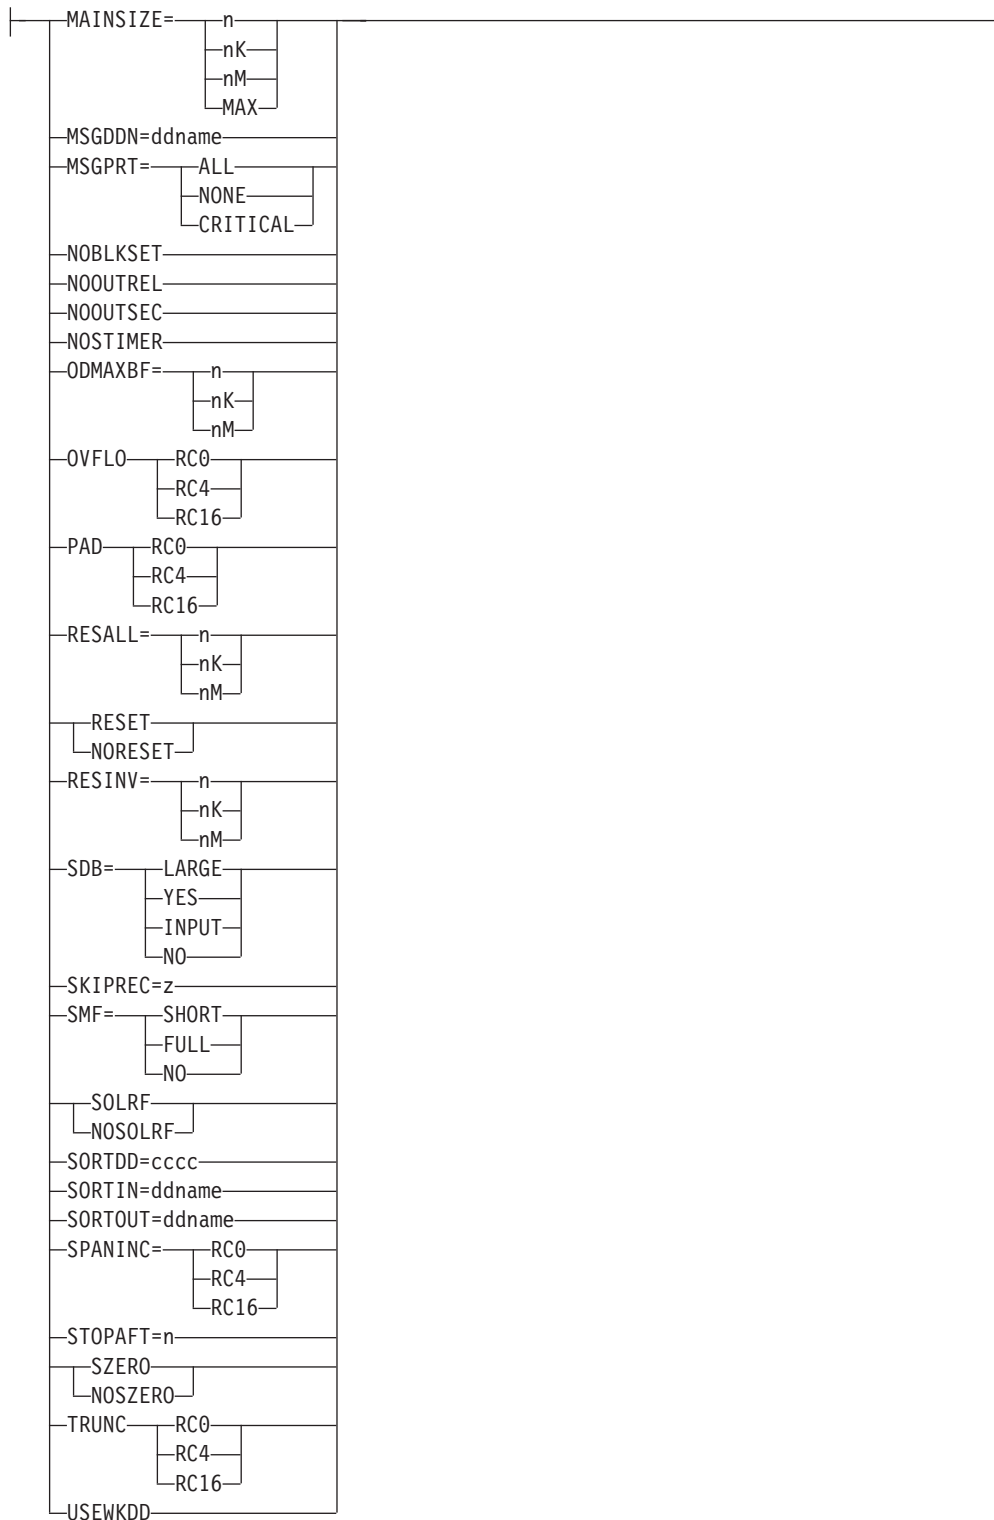 MAINSIZE= n
nK
nM
MAX
MSGDDN=ddname
MSGPRT= ALL
NONE
CRITICAL
NOBLKSET
NOOUTREL
NOOUTSEC
NOSTIMER
ODMAXBF= n
nK
nM
OVFLO RC0
RC4
RC16
PAD RC0
RC4
RC16
RESALL= n
nK
nM
RESET
NORESET
RESINV= n
nK
nM
SDB= LARGE
YES
INPUT
NO
SKIPREC=z
SMF= SHORT
FULL
NO
SOLRF
NOSOLRF
SORTDD=cccc
SORTIN=ddname
SORTOUT=ddname
SPANINC= RC0
RC4
RC16
STOPAFT=n
SZERO
NOSZERO
TRUNC RC0
RC4
RC16
USEWKDD